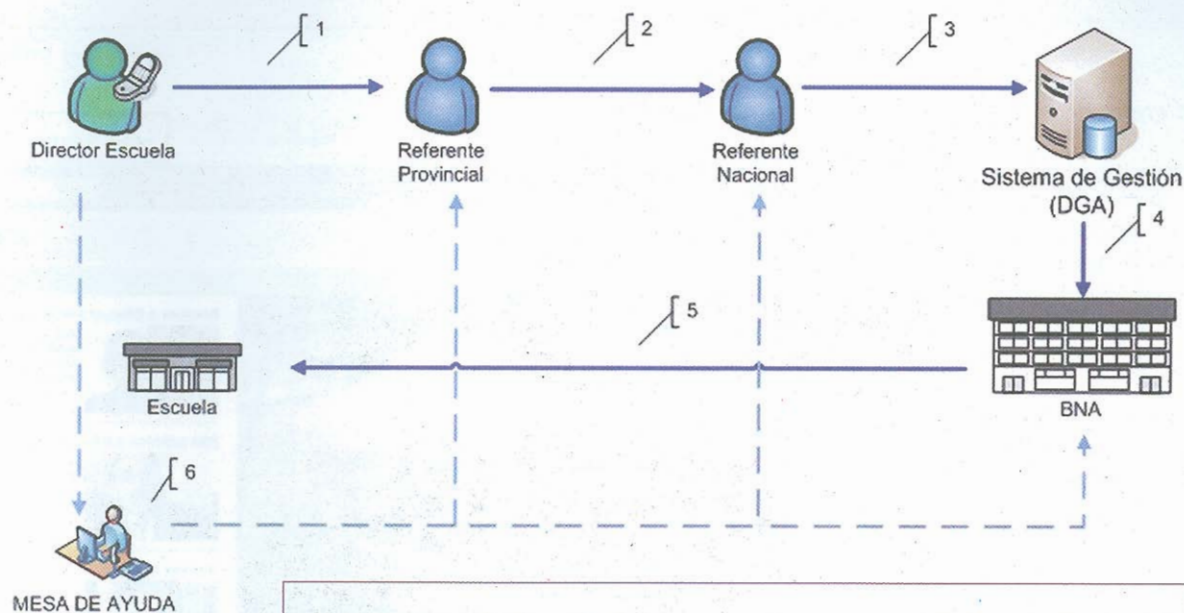 1
2
3
Director Escuela
Referente
Provincial
Referente
Nacional
Sistema de Gestión
(DGA)
4
5
Escuela
BNA
6
MESA DE AYUDA